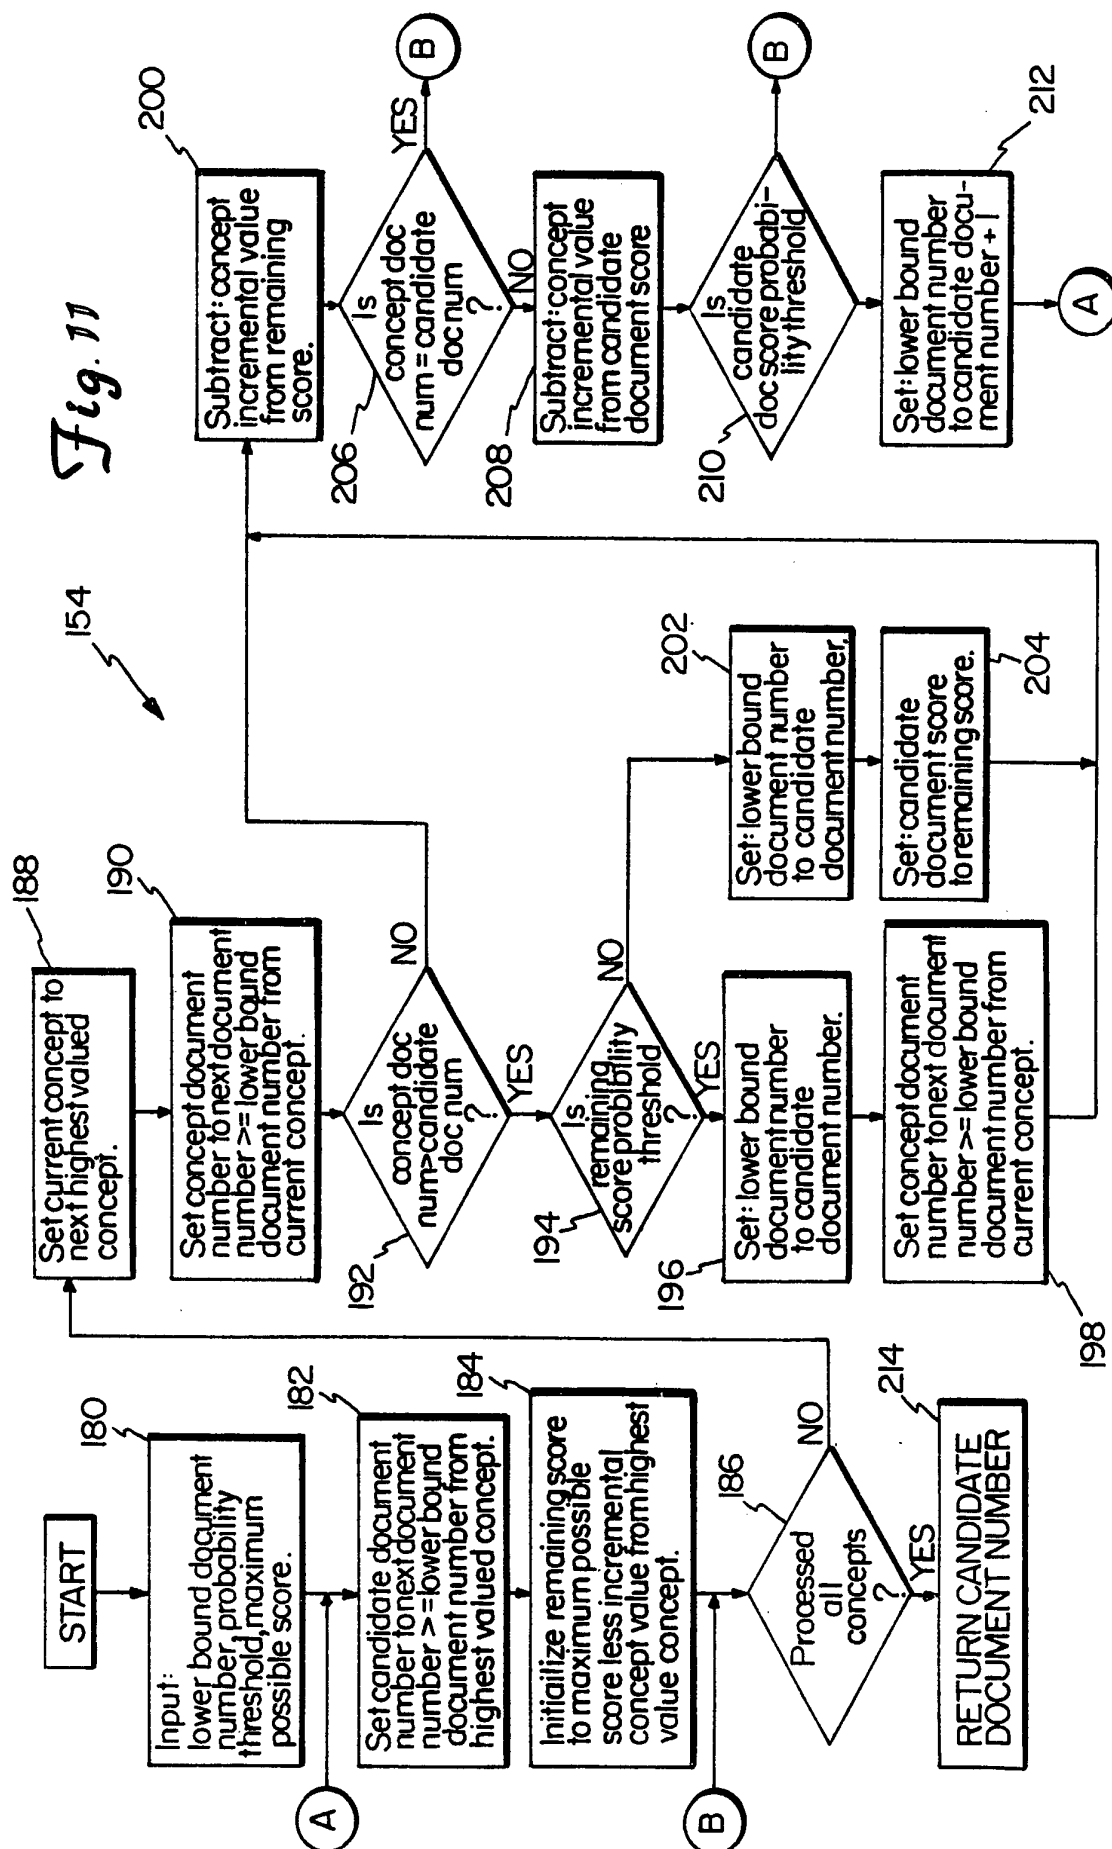 Fig. 11
154
START
180
Input:
lower bound document
number, probability
threshold, maximum
possible score.
A
182
Set candidate document
number to next document
number >= lower bound
document number from
highest valued concept.
184
Initiailize remaining score
to maximum possible
score less incremental
concept value from highest
value concept.
B
186
Processed
all
concepts
?
NO
YES
214
RETURN CANDIDATE
DOCUMENT NUMBER
188
Set current concept to
next highest valued
concept.
190
Set concept document
number to next document
number >= lower bound
document number from
current concept.
192
Is
concept doc
num>candidate
doc num
?
NO
YES
194
Is
remaining
score probibility
threshold
?
NO
YES
196
Set: lower bound
document number
to candidate
document number.
198
Set concept document
number to next document
number >= lower bound
document number from
current concept.
202
Set: lower bound
document number
to candidate
document number,
204
Set: candidate
document score
to remaining score.
200
Subtract: concept
incremental value
from remaining
score.
206
Is
concept doc
num = candidate
doc num
?
YES
B
NO
208
Subtract: concept
incremental value
from candidate
document score
210
Is
candidate
doc score probabi-
lity threshold
B
212
Set: lower bound
document number
to candidate docu-
ment number + 1
A